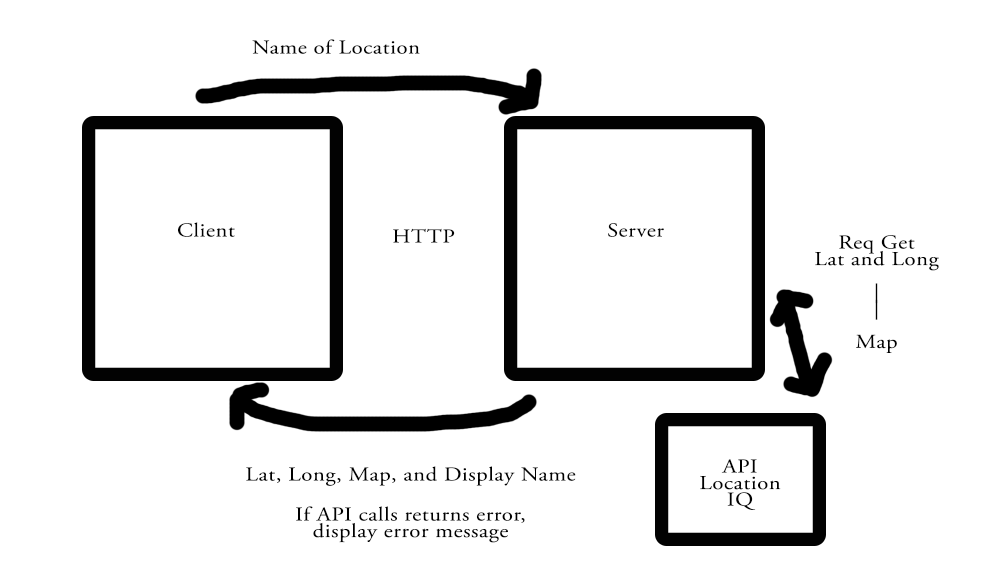 Name of Location
Client
HTTP
Server
Req Get
Lat and Long
Map
Lat, Long, Map, and Display Name
If API calls returns error,
display error message
API
Location
IQ